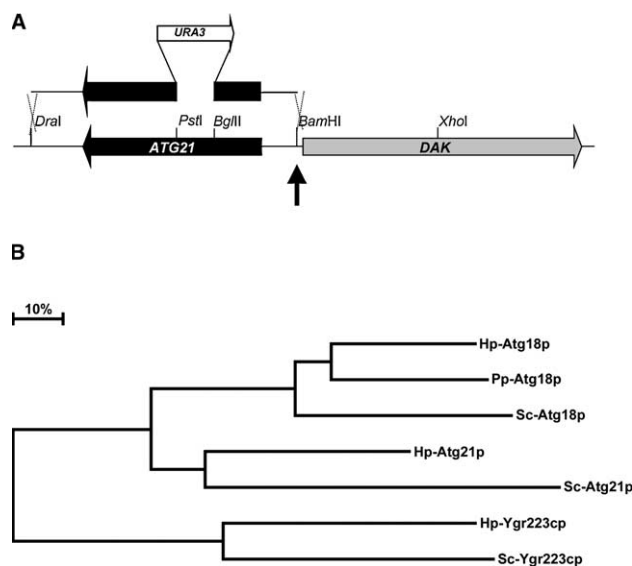 A
URA3
DraI
PstI
BglII
BamHI
XhoI
ATG21
DAK
B
10%
Hp-Atg18p
Pp-Atg18p
Sc-Atg18p
Hp-Atg21p
Sc-Atg21p
Hp-Ygr223cp
Sc-Ygr223cp